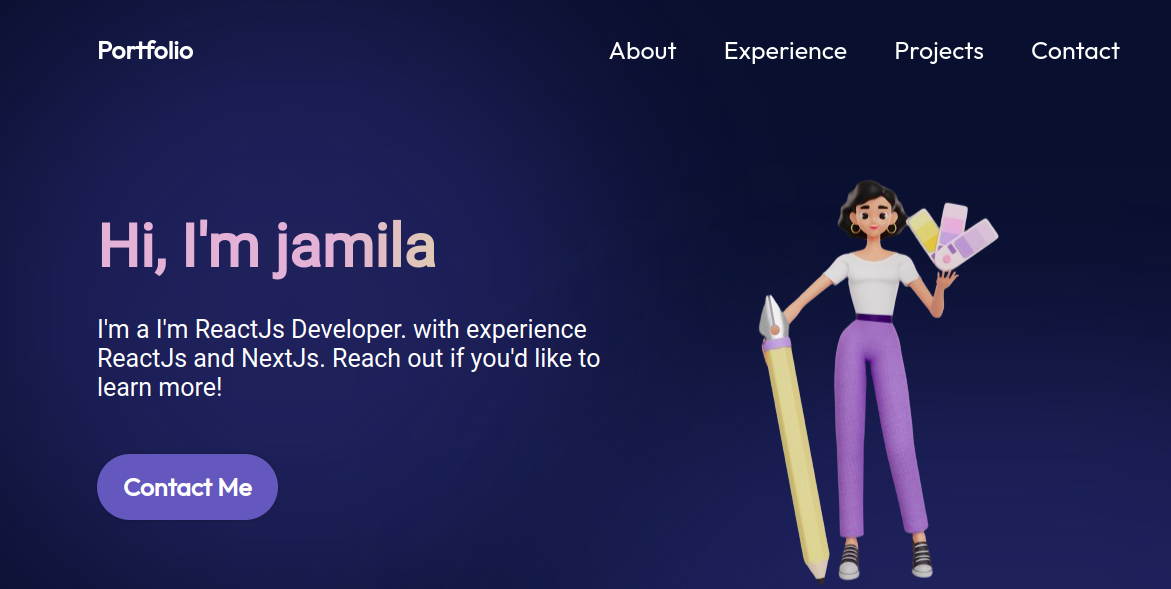 Portfolio
About
Experience
Projects
Contact
Hi, I'm jamila
I'm a I'm ReactJs Developer. with experience
ReactJs and NextJs. Reach out if you'd like to
learn more!
Contact Me